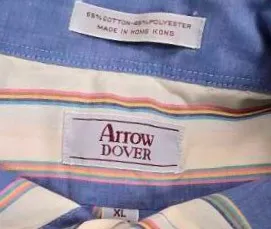 55% COTTON-45% POLYESTER
MADE IN HONG KONG
Arrow
DOVER
XL